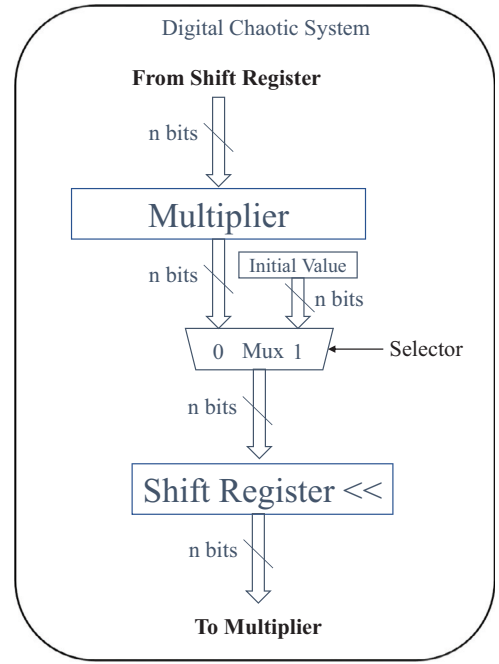 Digital Chaotic System
From Shift Register
n bits
Multiplier
n bits
Initial Value
n bits
0 Mux 1
Selector
n bits
Shift Register <<
n bits
To Multiplier